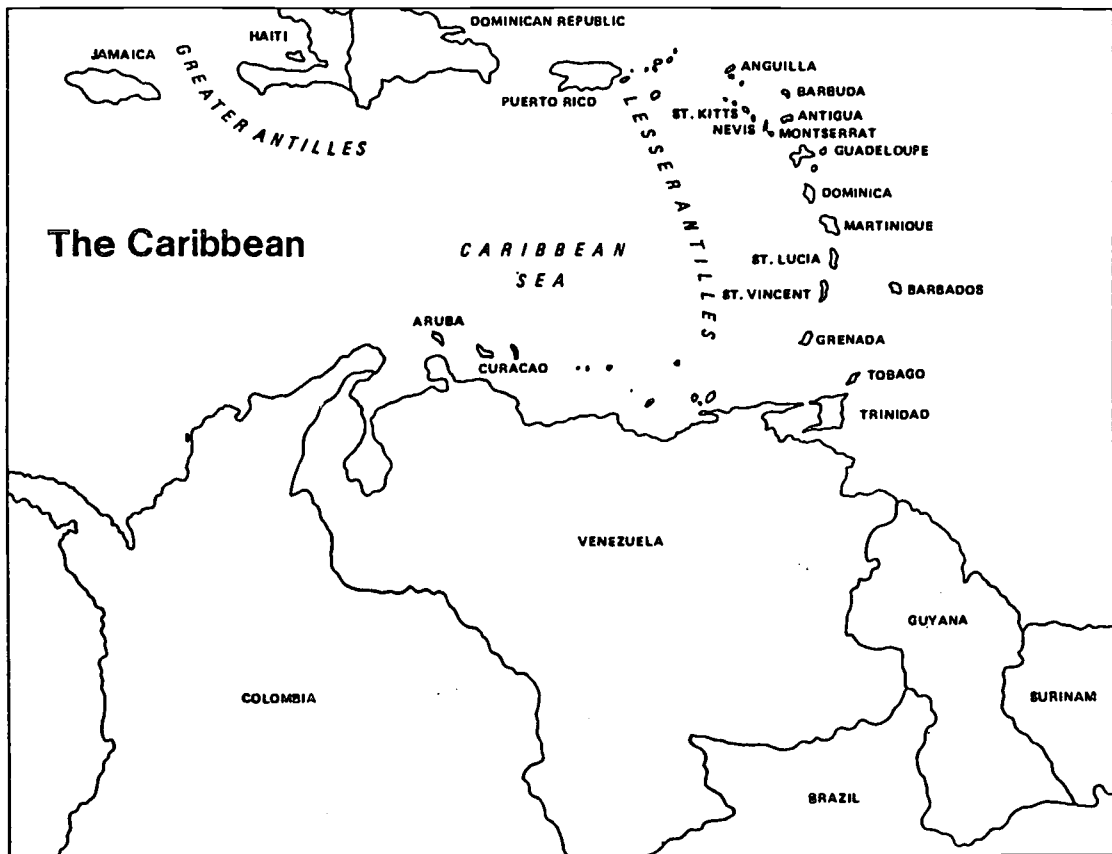 DOMINICAN REPUBLIC
HAITI
JAMAICA
GREATER ANTILLES
PUERTO RICO
LESSER ANTILLES
ANGUILLA
BARBUDA
ST. KITTS
ANTIGUA
NEVIS
MONTSERRAT
GUADELOUPE
DOMINICA
MARTINIQUE
The Caribbean
CARIBBEAN
SEA
ST. LUCIA
ST. VINCENT
BARBADOS
ARUBA
GRENADA
CURACAO
TOBAGO
TRINIDAD
VENEZUELA
GUYANA
COLOMBIA
SURINAM
BRAZIL